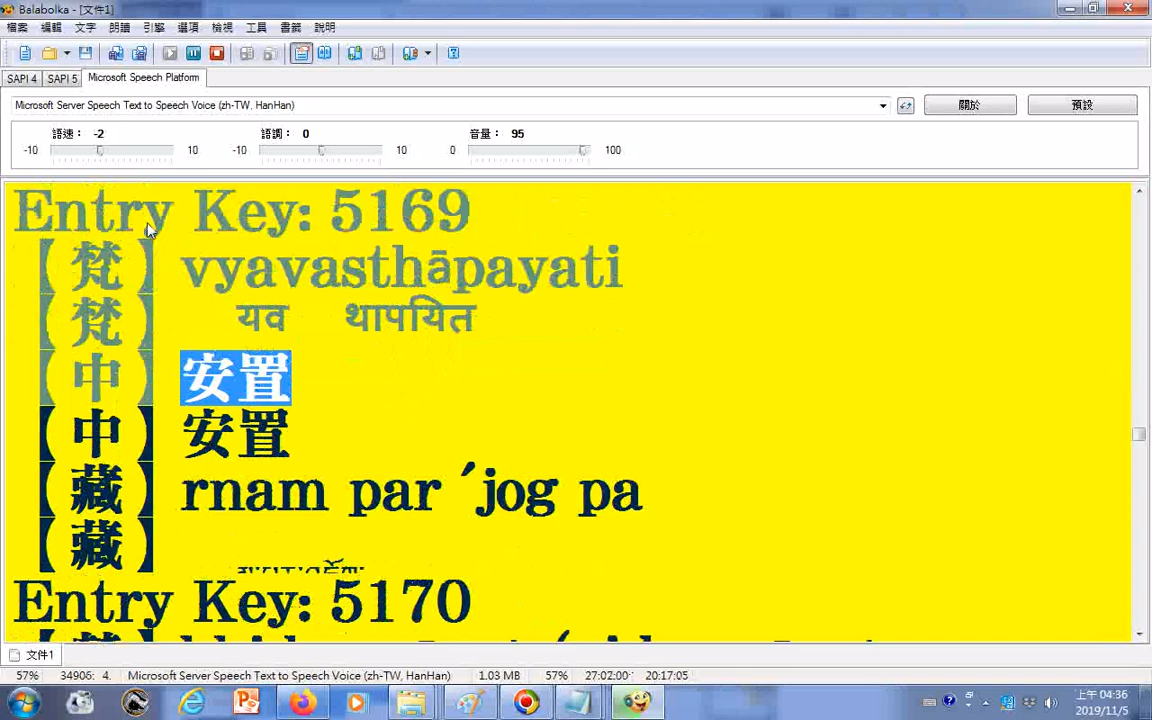 Balabolka - [文件1]
檔案 編輯 文字 朗讀 引擎 選項 檢視 工具 書籤 說明
SAPI 4 SAPI 5 Microsoft Speech Platform
Microsoft Server Speech Text to Speech Voice (zh-TW, HanHan) 關於 預設
語速： -2 語調： 0 音量： 95
-10 10 -10 10 0 100
Entry Key: 5169
【梵】 vyavasthāpayati
【梵】 यव थापयित
【中】 安置
【中】 安置
【藏】 rnam par ´jog pa
【藏】
Entry Key: 5170
文件1
57% 34906: 4. Microsoft Server Speech Text to Speech Voice (zh-TW, HanHan) 1.03 MB 57% 27:02:00 20:17:05
上午 04:36
2019/11/5